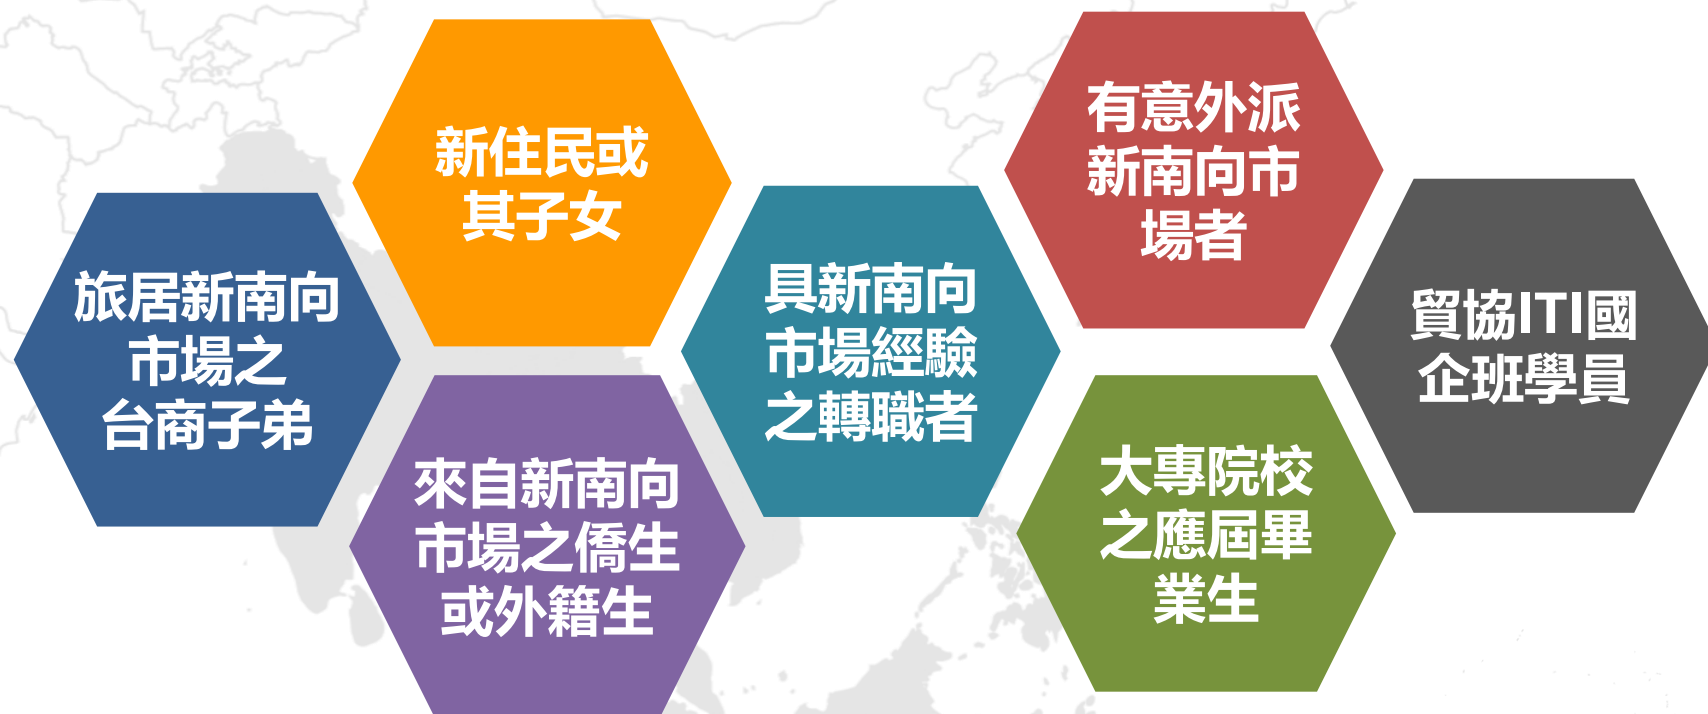 旅居新南向
市場之
台商子弟
新住民或
其子女
來自新南向
市場之僑生
或外籍生
具新南向
市場經驗
之轉職者
有意外派
新南向市
場者
大專院校
之應屆畢
業生
貿協ITI國
企班學員